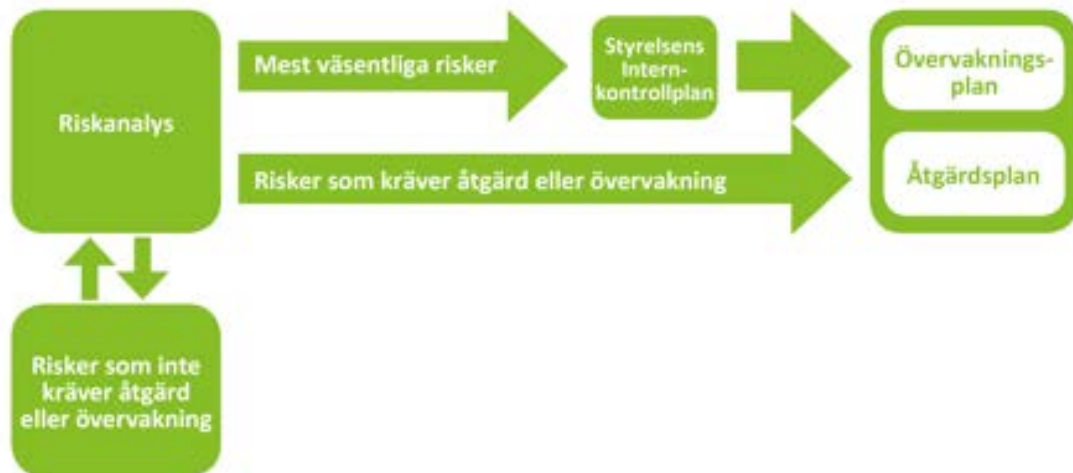 Riskanalys
Mest väsentliga risker
Styrelsens
Intern-
kontrollplan
Övervaknings-
plan
Risker som kräver åtgärd eller övervakning
Åtgärdsplan
Risker som inte
kräver åtgärd
eller övervakning